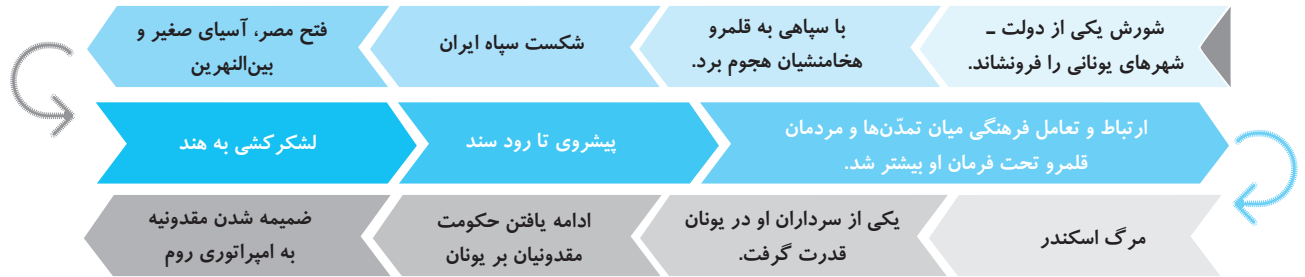 شورش یکی از دولت ـ
شهرهای یونانی را فرونشاند.
با سپاهی به قلمرو
هخامنشیان هجوم برد.
شکست سپاه ایران
فتح مصر، آسیای صغیر و
بین‌النهرین
لشکرکشی به هند
پیشروی تا رود سند
ارتباط و تعامل فرهنگی میان تمدّن‌ها و مردمان
قلمرو تحت فرمان او بیشتر شد.
مرگ اسکندر
یکی از سرداران او در یونان
قدرت گرفت.
ادامه یافتن حکومت
مقدونیان بر یونان
ضمیمه شدن مقدونیه
به امپراتوری روم